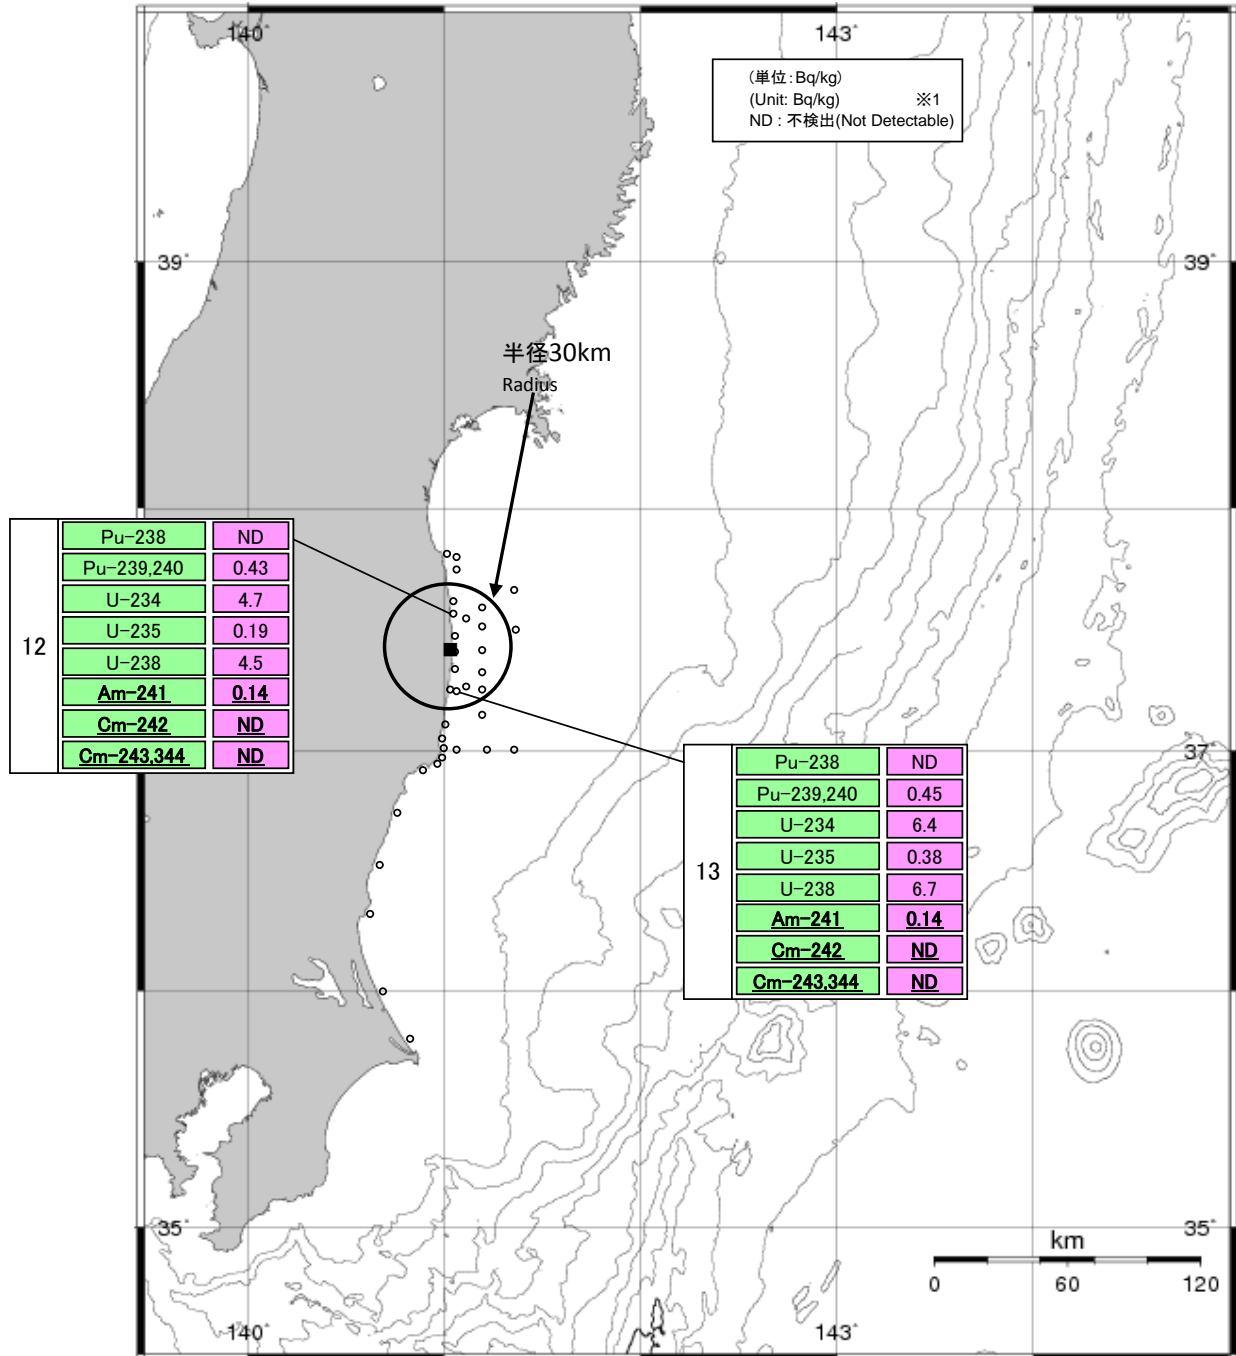 140°
143°
(単位:Bq/kg)
(Unit: Bq/kg) ※1
ND : 不検出(Not Detectable)
39°
39°
半径30km
Radius
12
Pu-238 ND
Pu-239,240 0.43
U-234 4.7
U-235 0.19
U-238 4.5
Am-241 0.14
Cm-242 ND
Cm-243,344 ND
37°
13
Pu-238 ND
Pu-239,240 0.45
U-234 6.4
U-235 0.38
U-238 6.7
Am-241 0.14
Cm-242 ND
Cm-243,344 ND
35°
35°
km
0 60 120
140°
143°